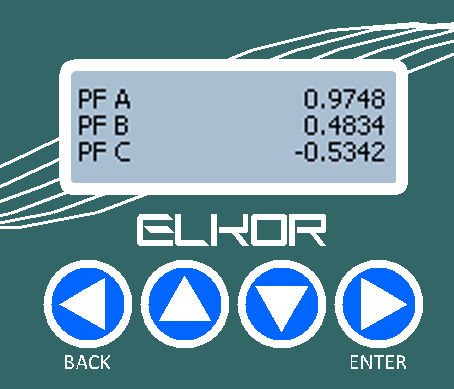 PF A 0.9748
PF B 0.4834
PF C -0.5342
ELKOR
BACK ENTER